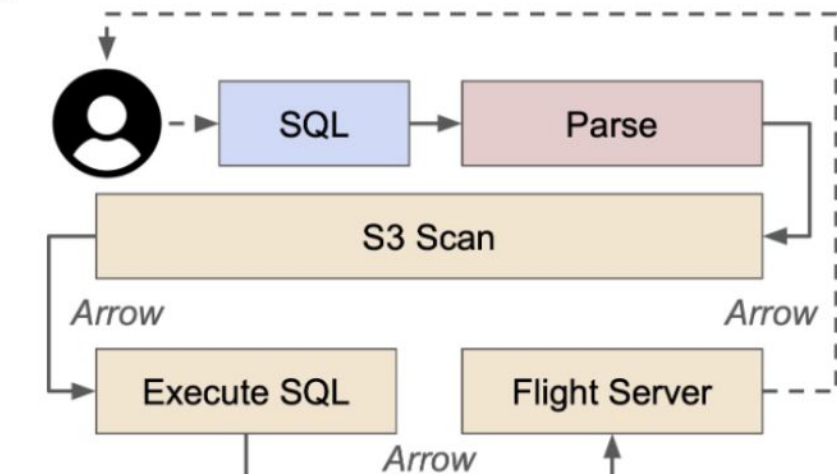 SQL
Parse
S3 Scan
Arrow
Arrow
Execute SQL
Flight Server
Arrow